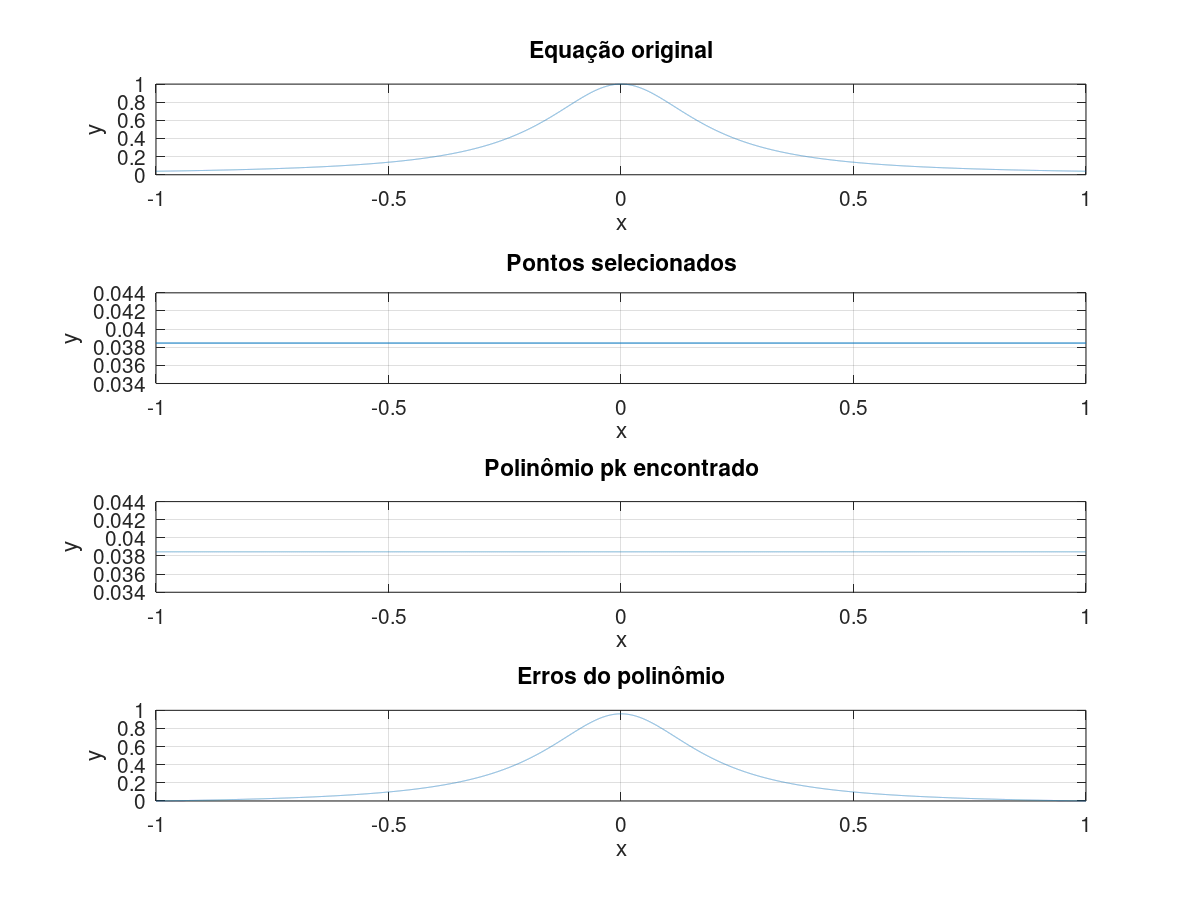 Equação original
1
0.8
0.6
0.4
0.2
0
y
-1 -0.5 0 0.5 1
x
Pontos selecionados
0.044
0.042
0.04
0.038
0.036
0.034
y
-1 -0.5 0 0.5 1
x
Polinômio pk encontrado
0.044
0.042
0.04
0.038
0.036
0.034
y
-1 -0.5 0 0.5 1
x
Erros do polinômio
1
0.8
0.6
0.4
0.2
0
y
-1 -0.5 0 0.5 1
x